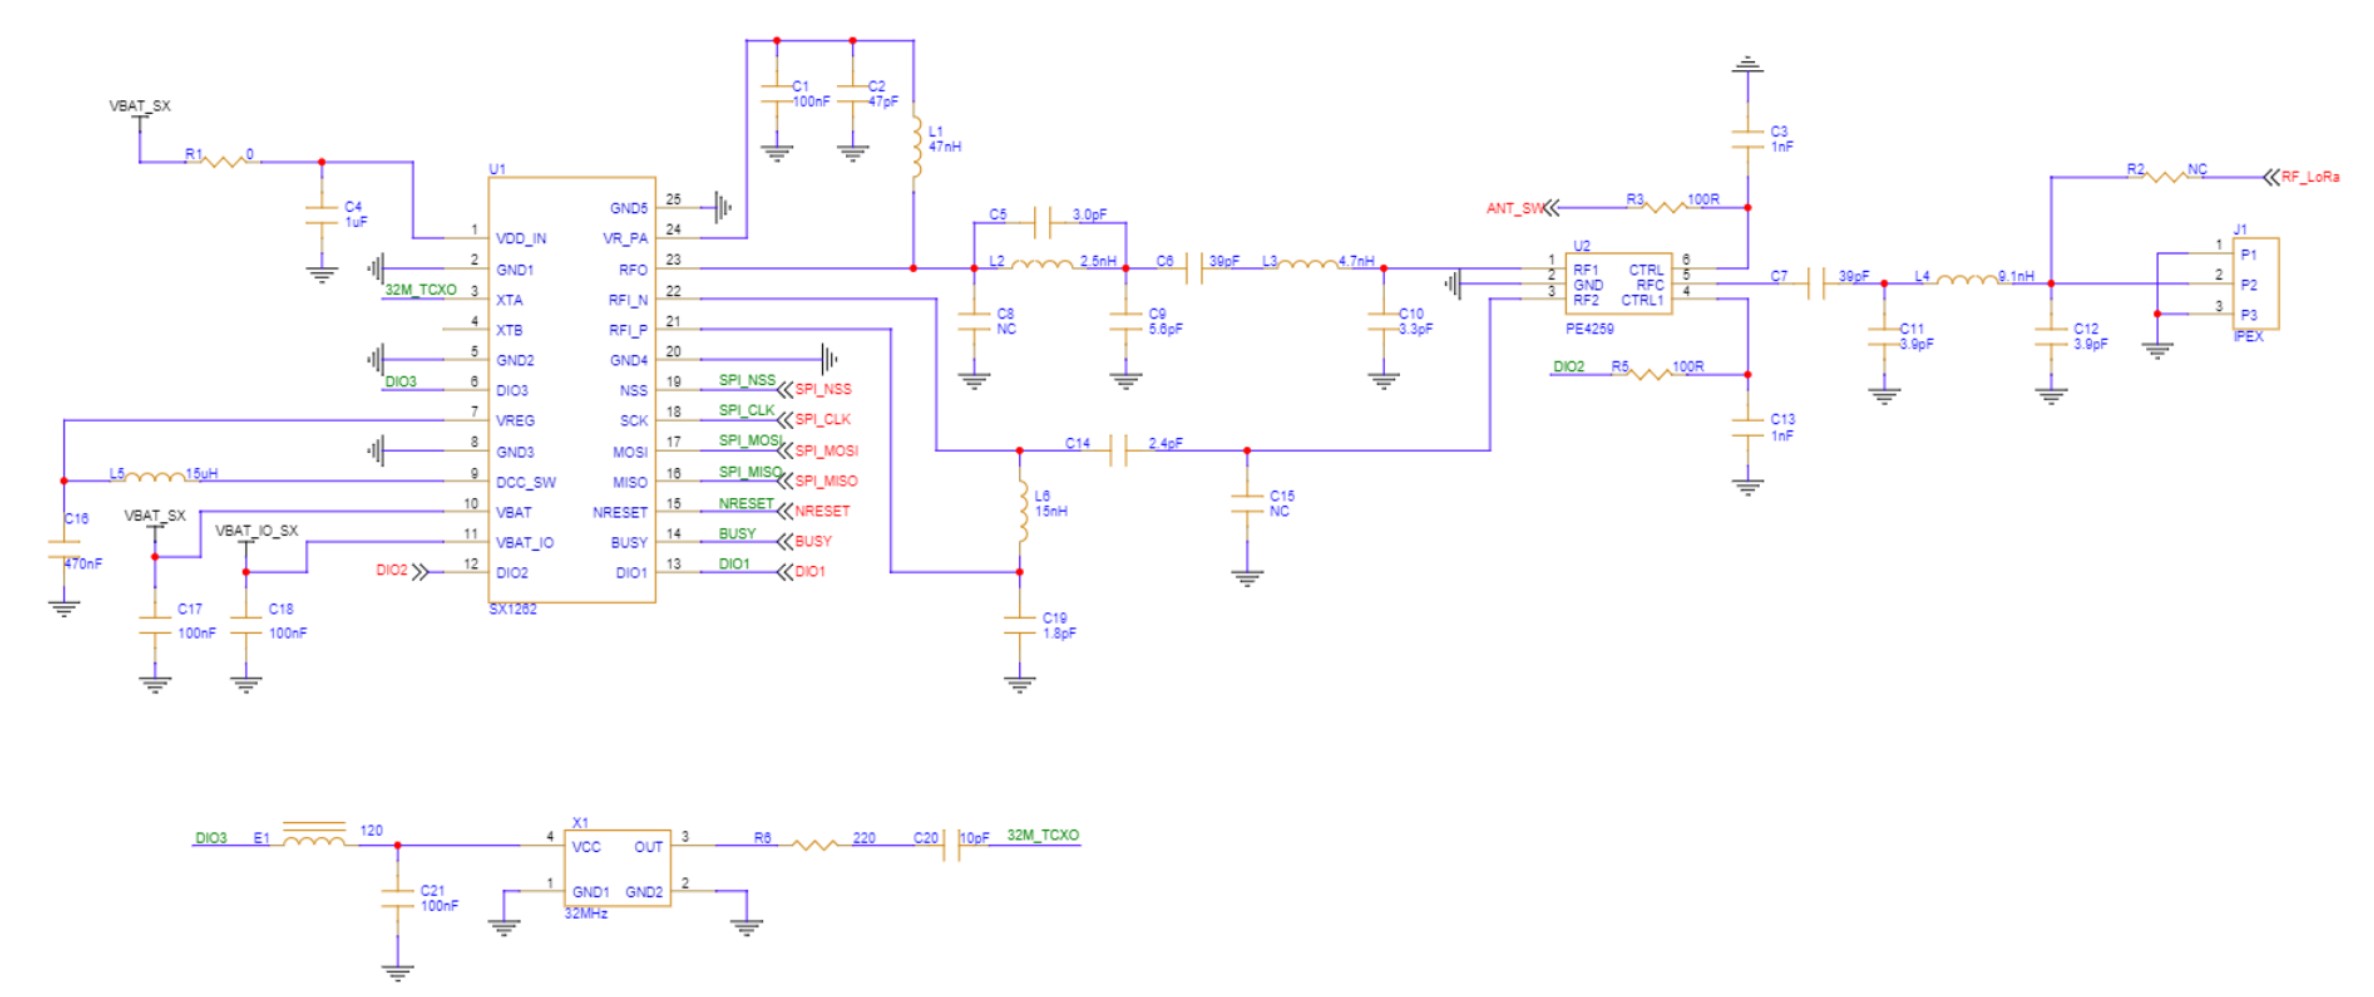 VBAT_SX
R1 0
C4
1uF
C1
100nF
C2
47pF
L1
47nH
U1
1 VDD_IN
2 GND1
32M_TCXO 3 XTA
4 XTB
5 GND2
DIO3 6 DIO3
7 VREG
8 GND3
L5 15uH 9 DCC_SW
10 VBAT
11 VBAT_IO
DIO2 12 DIO2
GND5 25
VR_PA 24
RFO 23
RFI_N 22
RFI_P 21
GND4 20
NSS 19 SPI_NSS SPI_NSS
SCK 18 SPI_CLK SPI_CLK
MOSI 17 SPI_MOSI SPI_MOSI
MISO 16 SPI_MISO SPI_MISO
NRESET 15 NRESET NRESET
BUSY 14 BUSY BUSY
DIO1 13 DIO1 DIO1
SX1262
C16
470nF
VBAT_SX
VBAT_IO_SX
C17
100nF
C18
100nF
C5 3.0pF
L2 2.5nH
C6 39pF
L3 4.7nH
C8
NC
C9
5.6pF
C10
3.3pF
C14 2.4pF
L6
15nH
C15
NC
C19
1.8pF
C3
1nF
ANT_SW R3 100R
U2
1 RF1 CTRL 6
2 GND RFC 5
3 RF2 CTRL1 4
PE4259
DIO2 R5 100R
C13
1nF
C7 39pF
L4 9.1nH
C11
3.9pF
C12
3.9pF
R2 NC RF_LoRa
J1
1 P1
2 P2
3 P3
IPEX
DIO3 E1 120
C21
100nF
X1
4 VCC OUT 3
1 GND1 GND2 2
32MHz
R6 220
C20 10pF 32M_TCXO